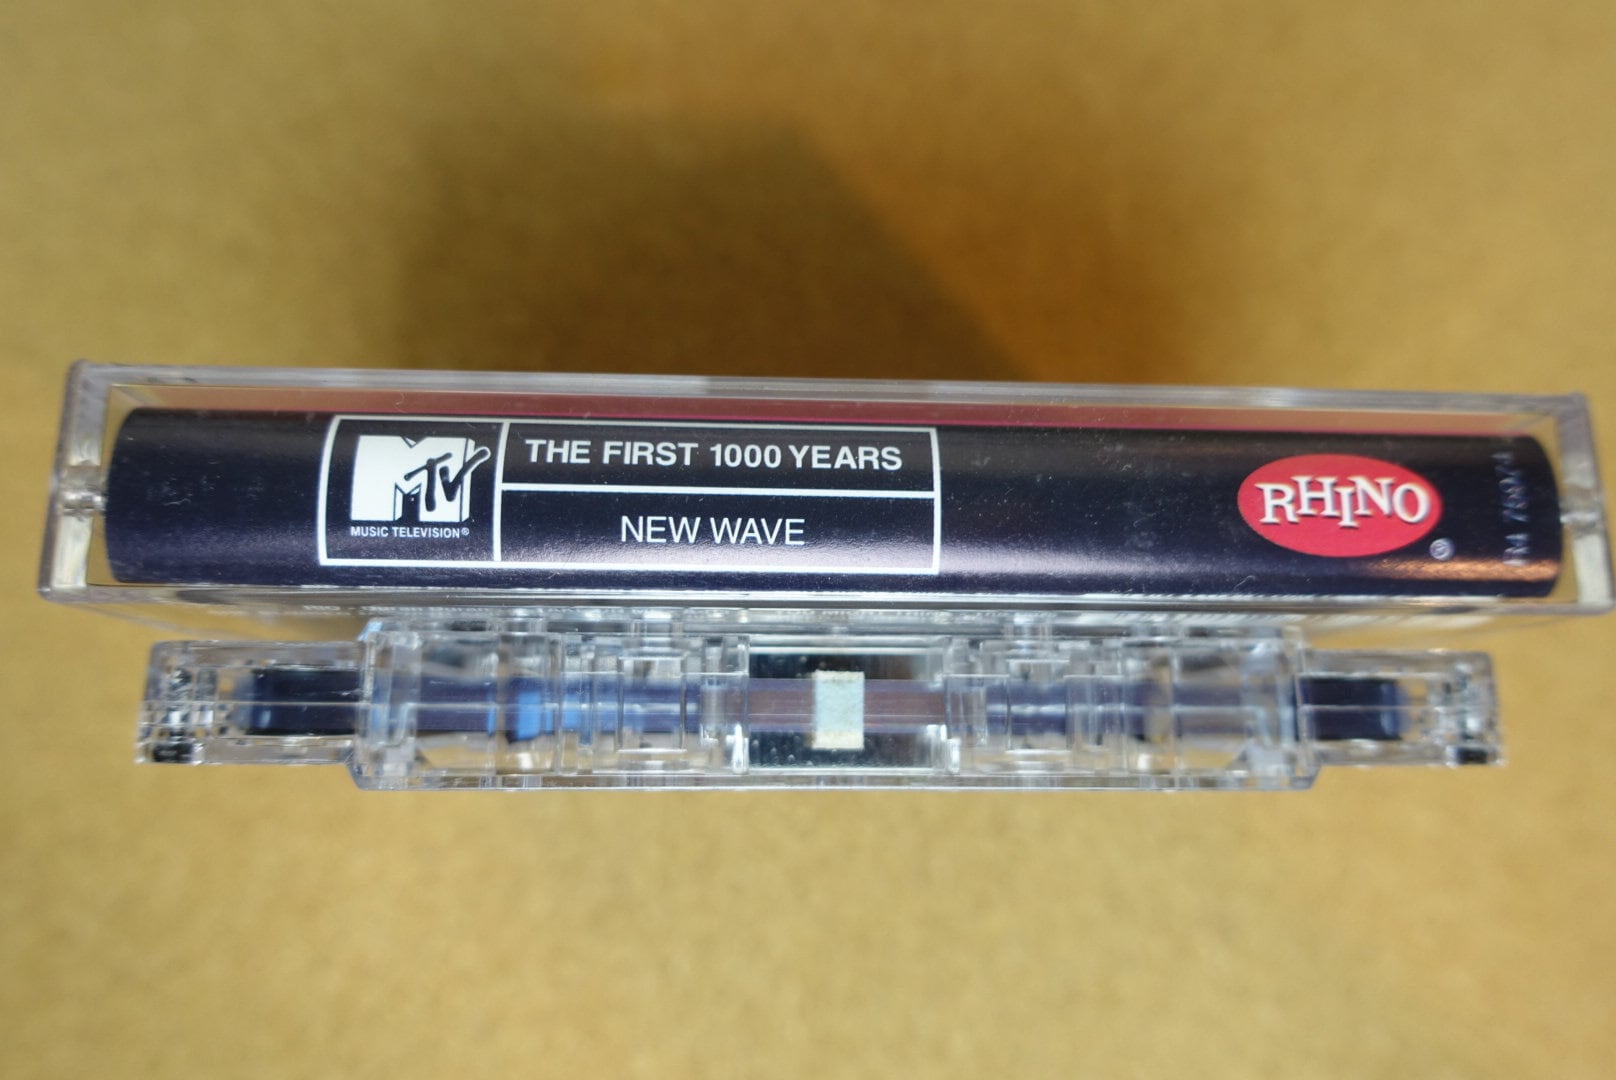 MTV
MUSIC TELEVISION®
THE FIRST 1000 YEARS
NEW WAVE
RHINO
®